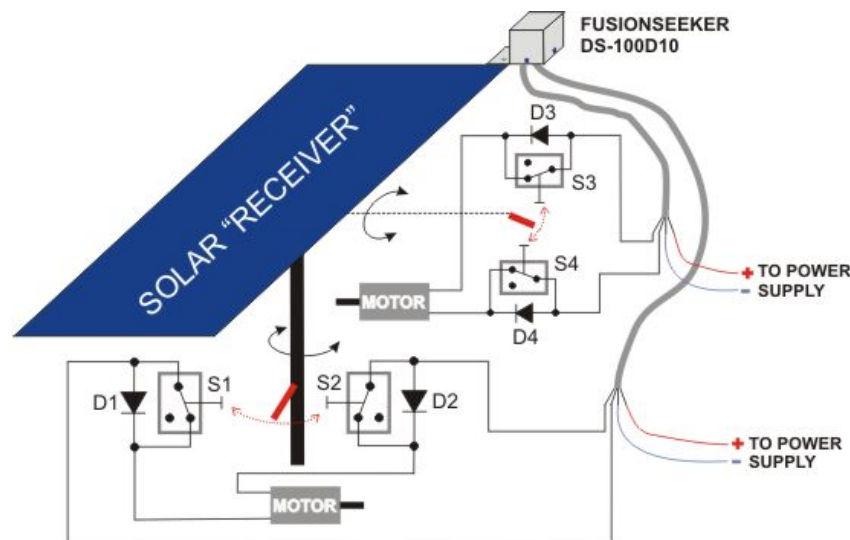 FUSIONSEEKER
DS-100D10
SOLAR “RECEIVER”
D3
S3
S4
MOTOR
D4
+ TO POWER
- SUPPLY
D1
S1
S2
D2
MOTOR
+ TO POWER
- SUPPLY